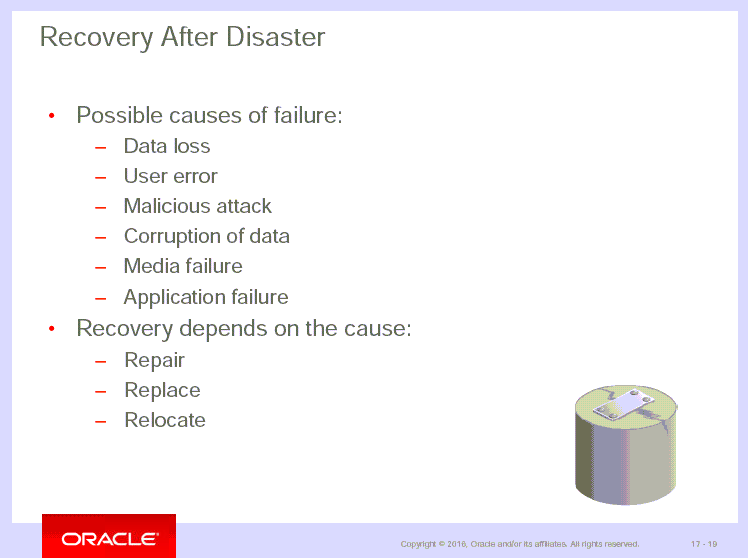 Recovery After Disaster
• Possible causes of failure:
– Data loss
– User error
– Malicious attack
– Corruption of data
– Media failure
– Application failure
• Recovery depends on the cause:
– Repair
– Replace
– Relocate
ORACLE®
Copyright © 2016, Oracle and/or its affiliates. All rights reserved.
17 - 19